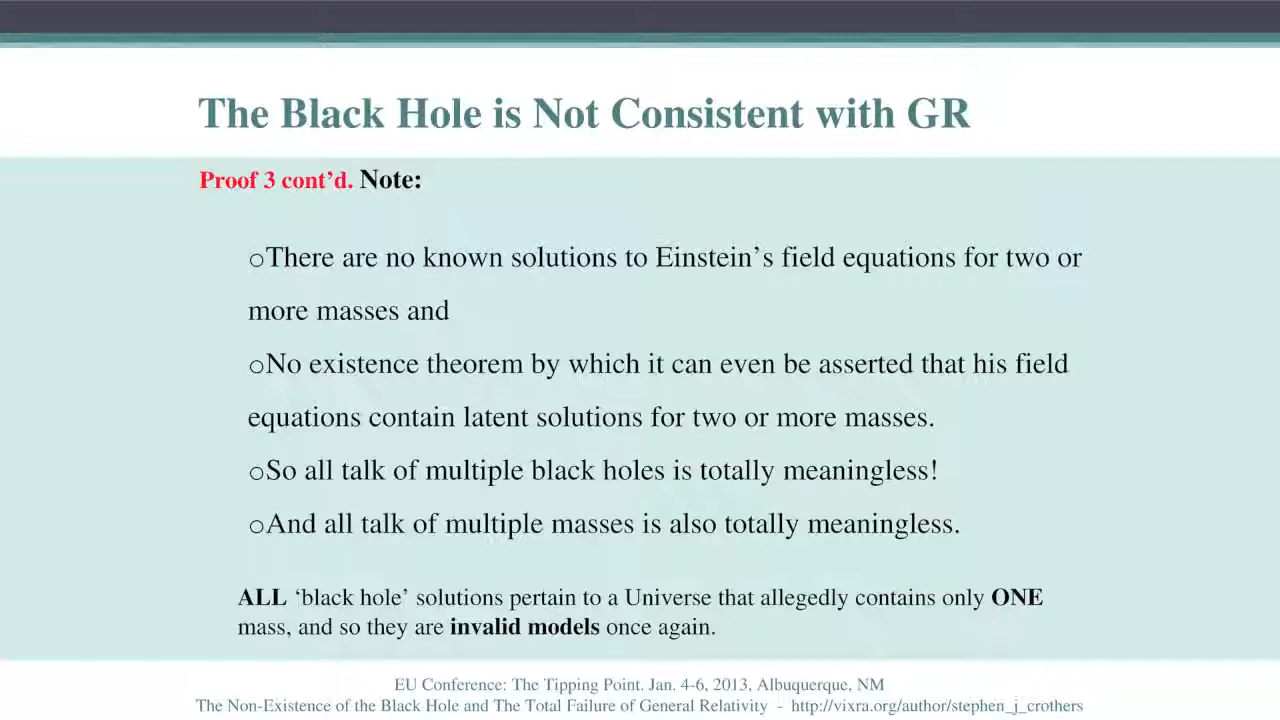 The Black Hole is Not Consistent with GR
Proof 3 cont’d. Note:
oThere are no known solutions to Einstein’s field equations for two or
more masses and
oNo existence theorem by which it can even be asserted that his field
equations contain latent solutions for two or more masses.
oSo all talk of multiple black holes is totally meaningless!
oAnd all talk of multiple masses is also totally meaningless.
ALL ‘black hole’ solutions pertain to a Universe that allegedly contains only ONE
mass, and so they are invalid models once again.
EU Conference: The Tipping Point. Jan. 4-6, 2013, Albuquerque, NM
The Non-Existence of the Black Hole and The Total Failure of General Relativity - http://vixra.org/author/stephen_j_crothers